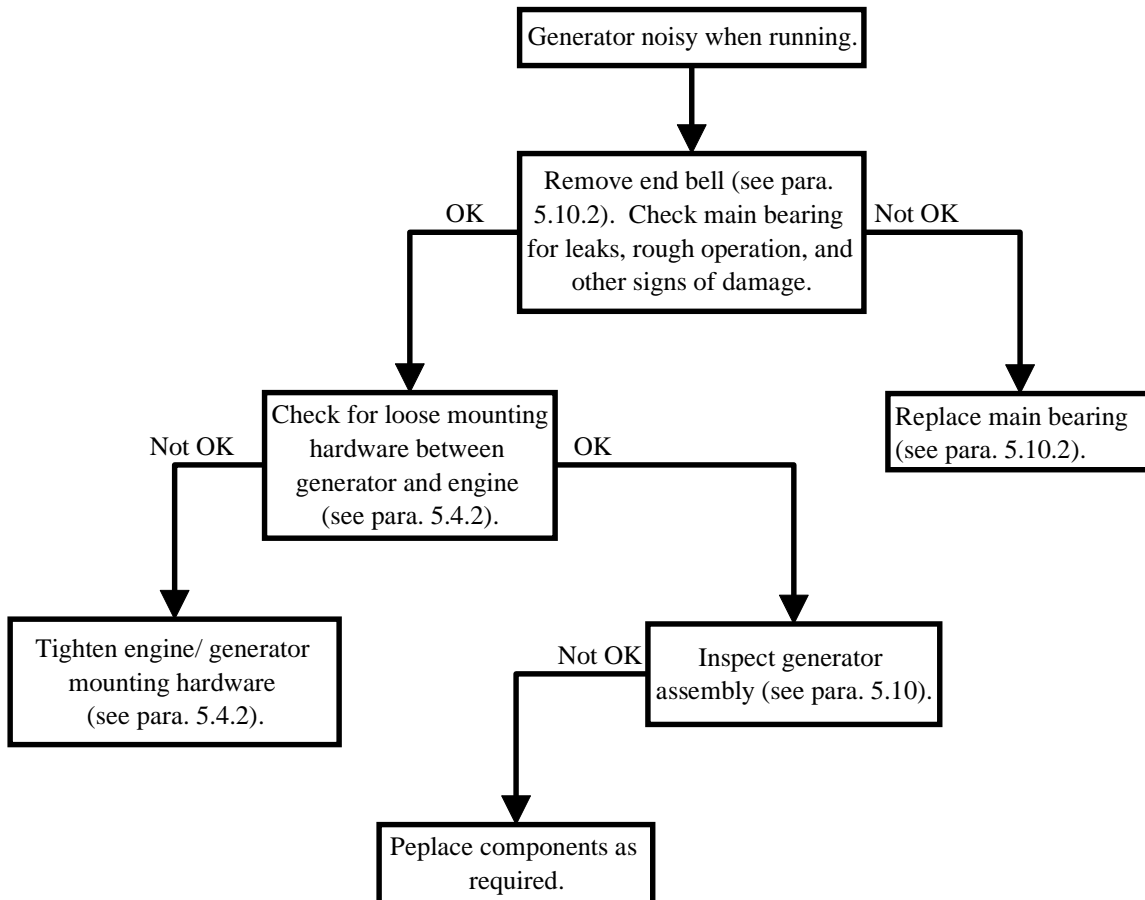 Generator noisy when running.
Remove end bell (see para.
5.10.2).  Check main bearing
for leaks, rough operation, and
other signs of damage.
OK
Not OK
Check for loose mounting
hardware between
generator and engine
(see para. 5.4.2).
Replace main bearing
(see para. 5.10.2).
Not OK
OK
Tighten engine/ generator
mounting hardware
(see para. 5.4.2).
Inspect generator
assembly (see para. 5.10).
Not OK
Peplace components as
required.